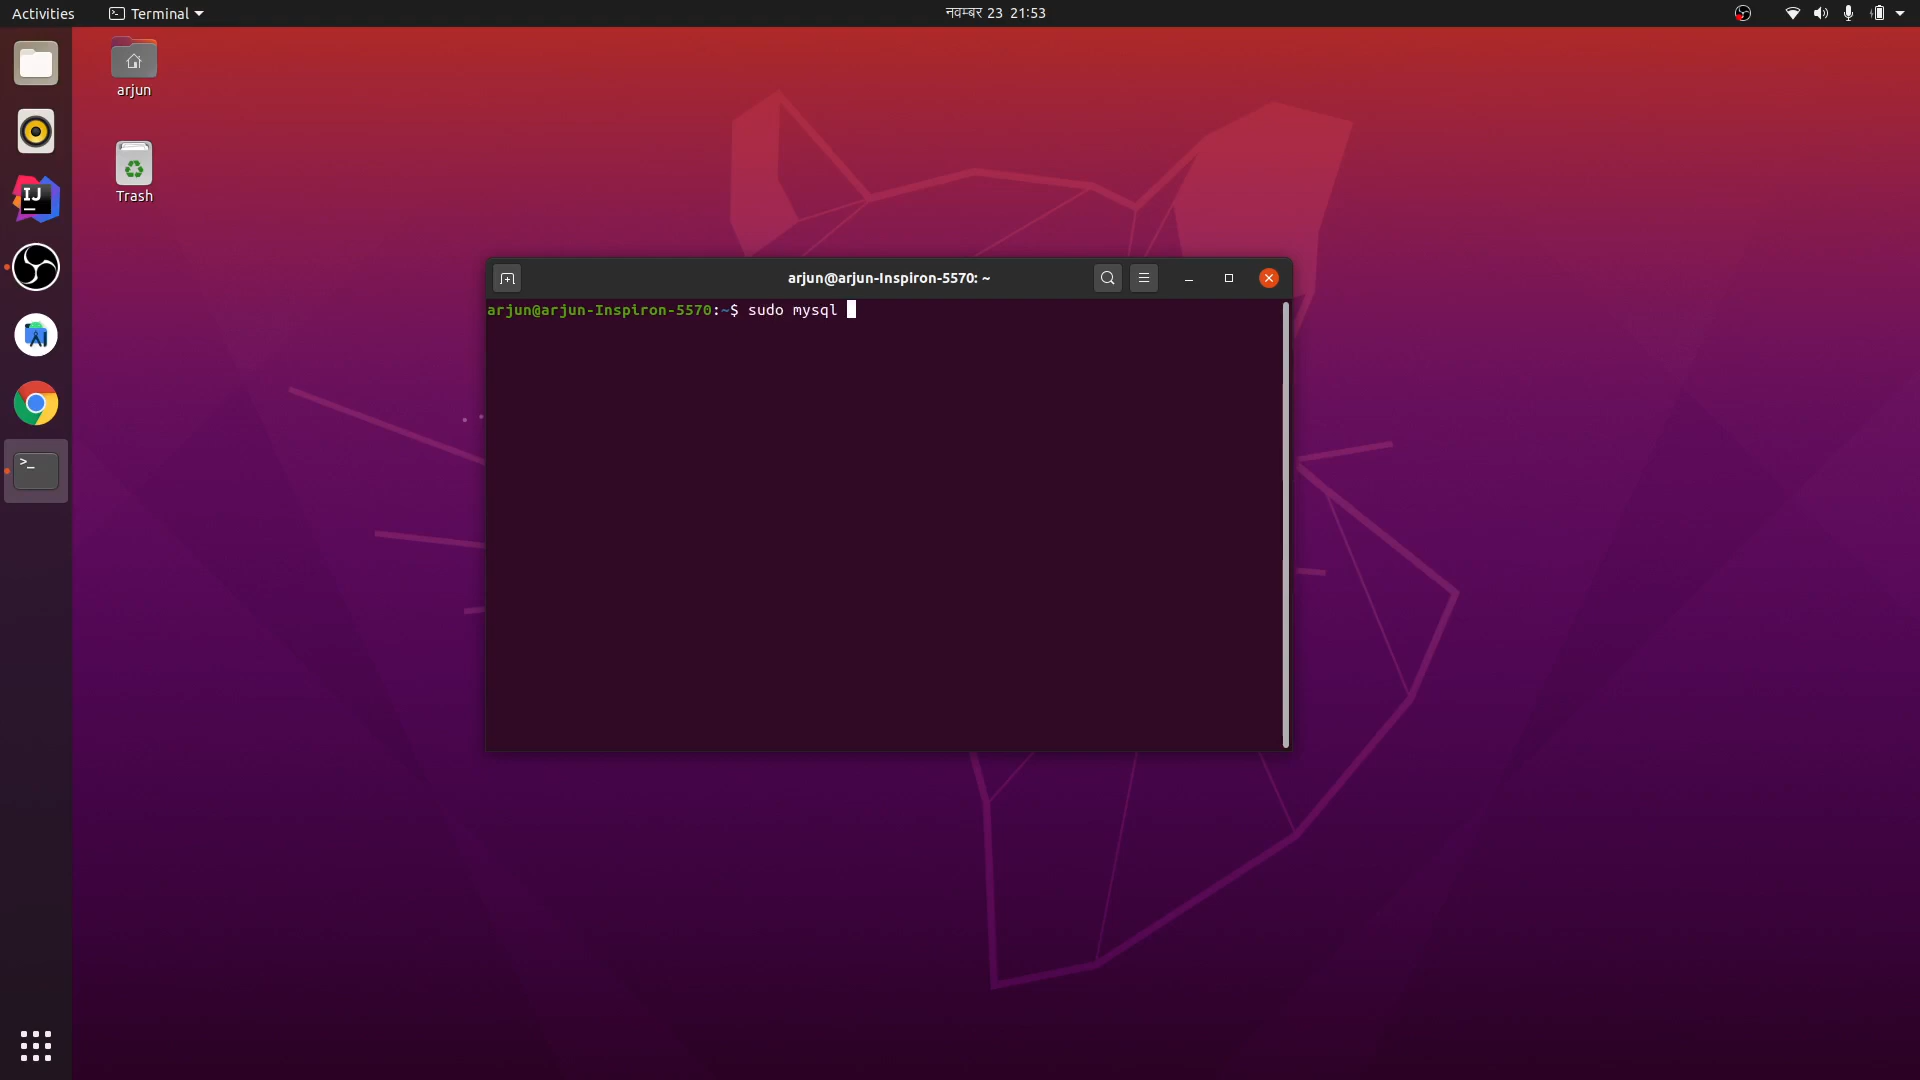 Activities
Terminal
नवम्बर 23 21:53
arjun
Trash
IJ
arjun@arjun-Inspiron-5570: ~
arjun@arjun-Inspiron-5570:~$ sudo mysql
>_